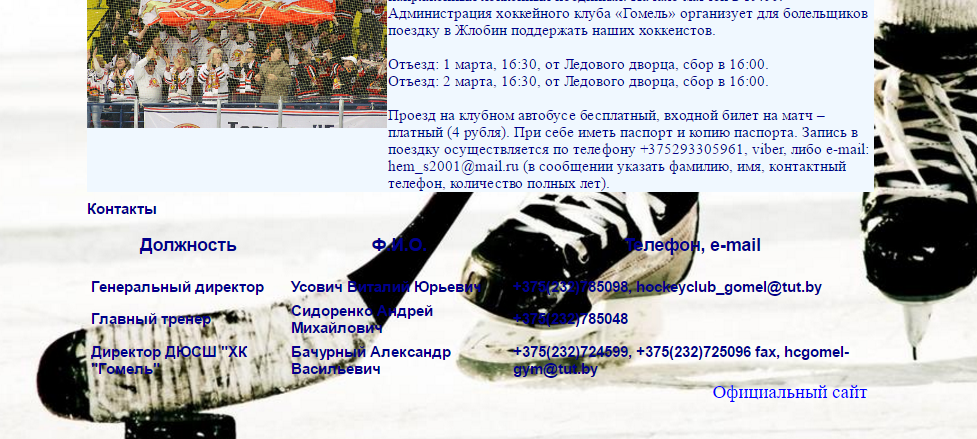 Администрация хоккейного клуба «Гомель» организует для болельщиков
поездку в Жлобин поддержать наших хоккеистов.
Отъезд: 1 марта, 16:30, от Ледового дворца, сбор в 16:00.
Отъезд: 2 марта, 16:30, от Ледового дворца, сбор в 16:00.
Проезд на клубном автобусе бесплатный, входной билет на матч –
платный (4 рубля). При себе иметь паспорт и копию паспорта. Запись в
поездку осуществляется по телефону +375293305961, viber, либо e-mail:
hem_s2001@mail.ru (в сообщении указать фамилию, имя, контактный
телефон, количество полных лет).
Контакты
Должность Ф.И.О. Телефон, e-mail
Генеральный директор Усович Виталий Юрьевич +375(232)785098, hockeyclub_gomel@tut.by
Главный тренер Сидоренко Андрей
Михайлович +375(232)785048
Директор ДЮСШ "ХК
"Гомель" Бачурный Александр
Васильевич +375(232)724599, +375(232)725096 fax, hcgomel-
gym@tut.by
Официальный сайт